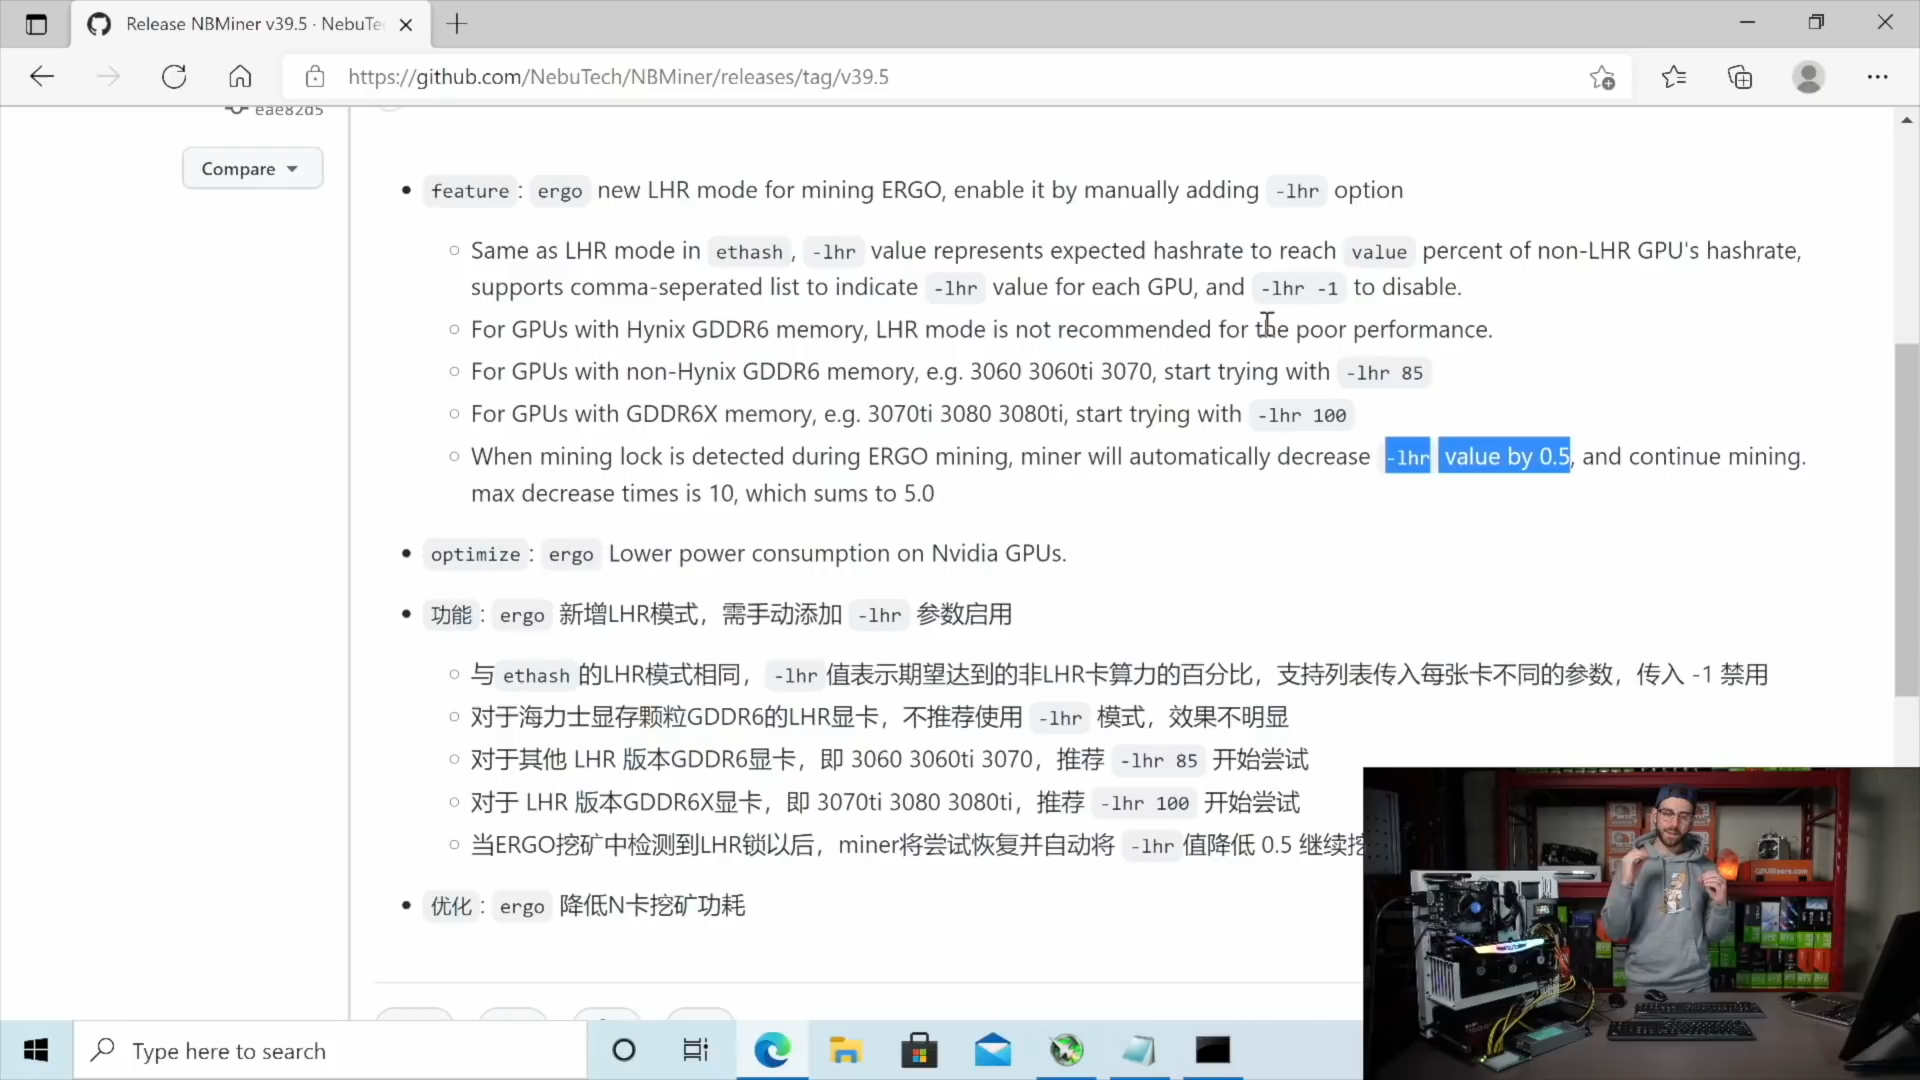 Release NBMiner v39.5 · NebuTe
https://github.com/NebuTech/NBMiner/releases/tag/v39.5
eae82d5
Compare
feature: ergo new LHR mode for mining ERGO, enable it by manually adding -lhr option
Same as LHR mode in ethash, -lhr value represents expected hashrate to reach value percent of non-LHR GPU's hashrate,
supports comma-seperated list to indicate -lhr value for each GPU, and -lhr -1 to disable.
For GPUs with Hynix GDDR6 memory, LHR mode is not recommended for the poor performance.
For GPUs with non-Hynix GDDR6 memory, e.g. 3060 3060ti 3070, start trying with -lhr 85
For GPUs with GDDR6X memory, e.g. 3070ti 3080 3080ti, start trying with -lhr 100
When mining lock is detected during ERGO mining, miner will automatically decrease -lhr value by 0.5, and continue mining.
max decrease times is 10, which sums to 5.0
optimize: ergo Lower power consumption on Nvidia GPUs.
功能: ergo 新增LHR模式，需手动添加 -lhr 参数启用
与 ethash 的LHR模式相同， -lhr 值表示期望达到的非LHR卡算力的百分比，支持列表传入每张卡不同的参数，传入 -1 禁用
对于海力士显存颗粒GDDR6的LHR显卡，不推荐使用 -lhr 模式，效果不明显
对于其他 LHR 版本GDDR6显卡，即 3060 3060ti 3070，推荐 -lhr 85 开始尝试
对于 LHR 版本GDDR6X显卡，即 3070ti 3080 3080ti，推荐 -lhr 100 开始尝试
当ERGO挖矿中检测到LHR锁以后，miner将尝试恢复并自动将 -lhr 值降低 0.5 继续挖
优化: ergo 降低N卡挖矿功耗
Type here to search